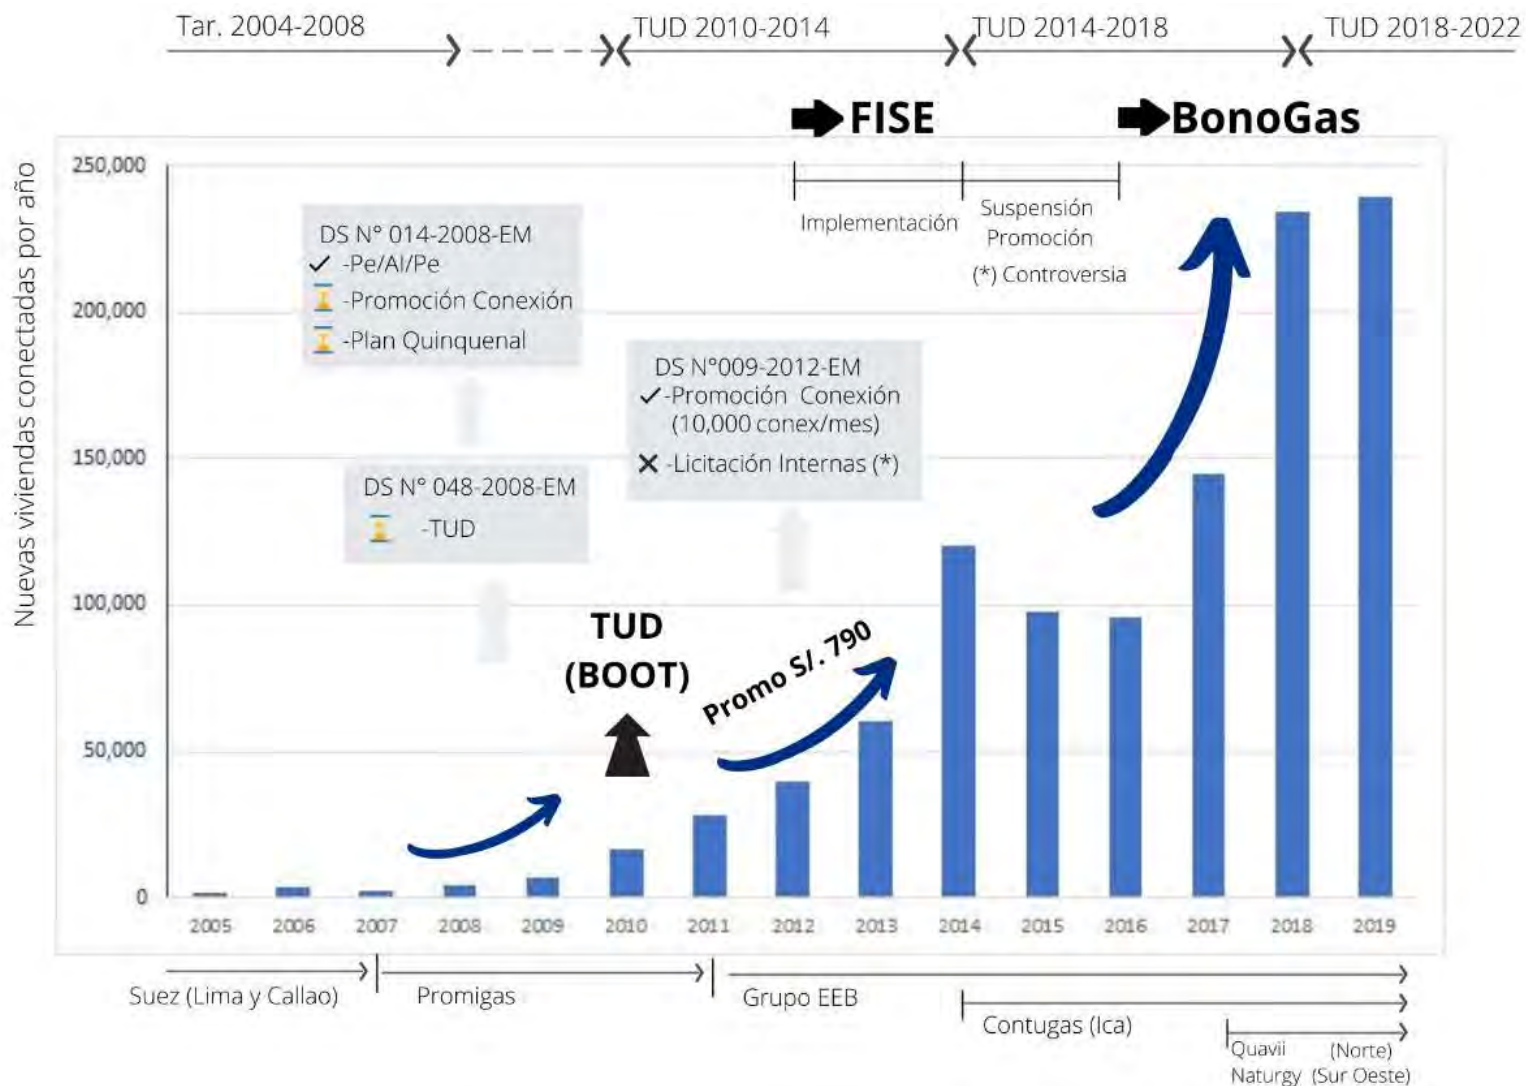 Tar. 2004-2008
TUD 2010-2014
TUD 2014-2018
TUD 2018-2022
FISE
BonoGas
Nuevas viviendas conectadas por año
250,000
200,000
150,000
100,000
50,000
0
Implementación
Suspensión
Promoción
(*) Controversia
DS N° 014-2008-EM
-Pe/Al/Pe
-Promoción Conexión
-Plan Quinquenal
DS N°009-2012-EM
-Promoción Conexión
(10,000 conex/mes)
-Licitación Internas (*)
DS N° 048-2008-EM
-TUD
TUD
(BOOT)
Promo S/. 790
2005 2006 2007 2008 2009 2010 2011 2012 2013 2014 2015 2016 2017 2018 2019
Suez (Lima y Callao)
Promigas
Grupo EEB
Contugas (Ica)
Quavii (Norte)
Naturgy (Sur Oeste)